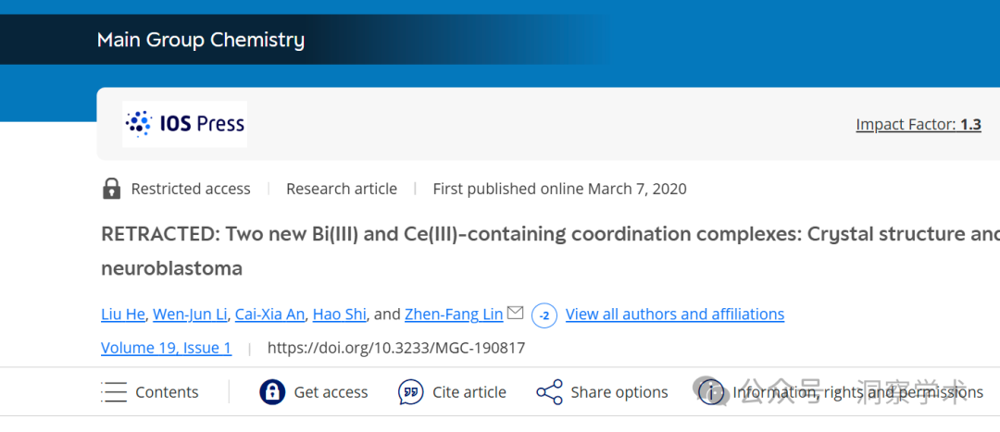 Main Group Chemistry
IOS Press
Impact Factor: 1.3
Restricted access | Research article | First published online March 7, 2020
RETRACTED: Two new Bi(III) and Ce(III)-containing coordination complexes: Crystal structure and
neuroblastoma
Liu He, Wen-Jun Li, Cai-Xia An, Hao Shi, and Zhen-Fang Lin -2 View all authors and affiliations
Volume 19, Issue 1 | https://doi.org/10.3233/MGC-190817
Contents | Get access Cite article Share options Information, rights and permissions
公众号 · 洞察学术